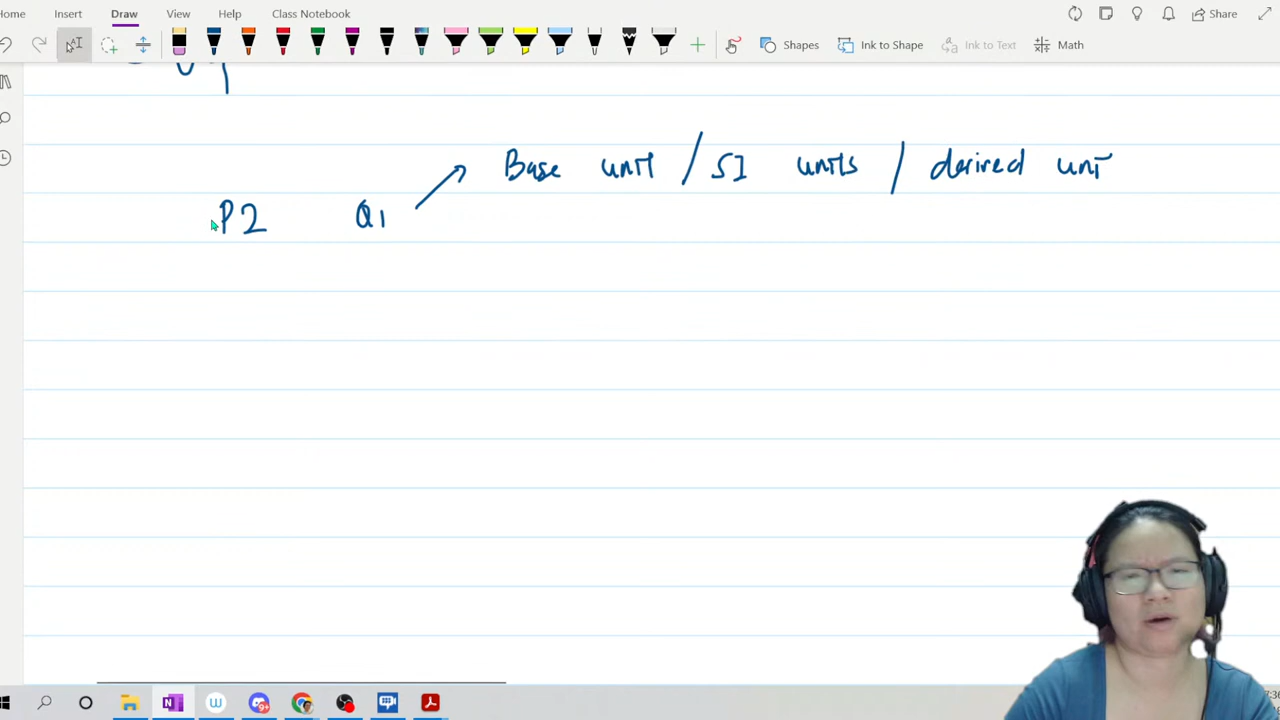 Home Insert Draw View Help Class Notebook Share
Shapes Ink to Shape Ink to Text Math
Base unit / SI units / derived unit
P2 Q1